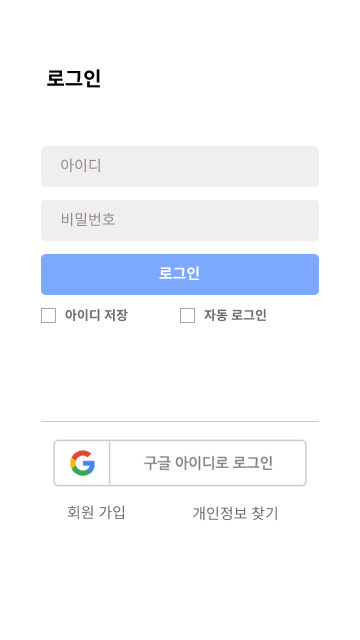 로그인
아이디
비밀번호
로그인
아이디 저장 자동 로그인
구글 아이디로 로그인
회원 가입 개인정보 찾기